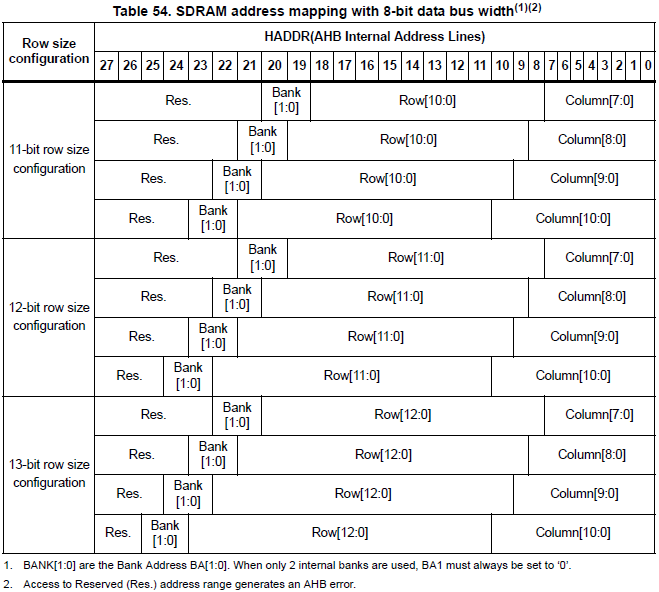 Table 54. SDRAM address mapping with 8-bit data bus width(1)(2)
Row size configuration
HADDR(AHB Internal Address Lines)
27 26 25 24 23 22 21 20 19 18 17 16 15 14 13 12 11 10 9 8 7 6 5 4 3 2 1 0
11-bit row size configuration
Res. Bank [1:0] Row[10:0] Column[7:0]
Res. Bank [1:0] Row[10:0] Column[8:0]
Res. Bank [1:0] Row[10:0] Column[9:0]
Res. Bank [1:0] Row[10:0] Column[10:0]
12-bit row size configuration
Res. Bank [1:0] Row[11:0] Column[7:0]
Res. Bank [1:0] Row[11:0] Column[8:0]
Res. Bank [1:0] Row[11:0] Column[9:0]
Res. Bank [1:0] Row[11:0] Column[10:0]
13-bit row size configuration
Res. Bank [1:0] Row[12:0] Column[7:0]
Res. Bank [1:0] Row[12:0] Column[8:0]
Res. Bank [1:0] Row[12:0] Column[9:0]
Res. Bank [1:0] Row[12:0] Column[10:0]
1. BANK[1:0] are the Bank Address BA[1:0]. When only 2 internal banks are used, BA1 must always be set to ‘0’.
2. Access to Reserved (Res.) address range generates an AHB error.